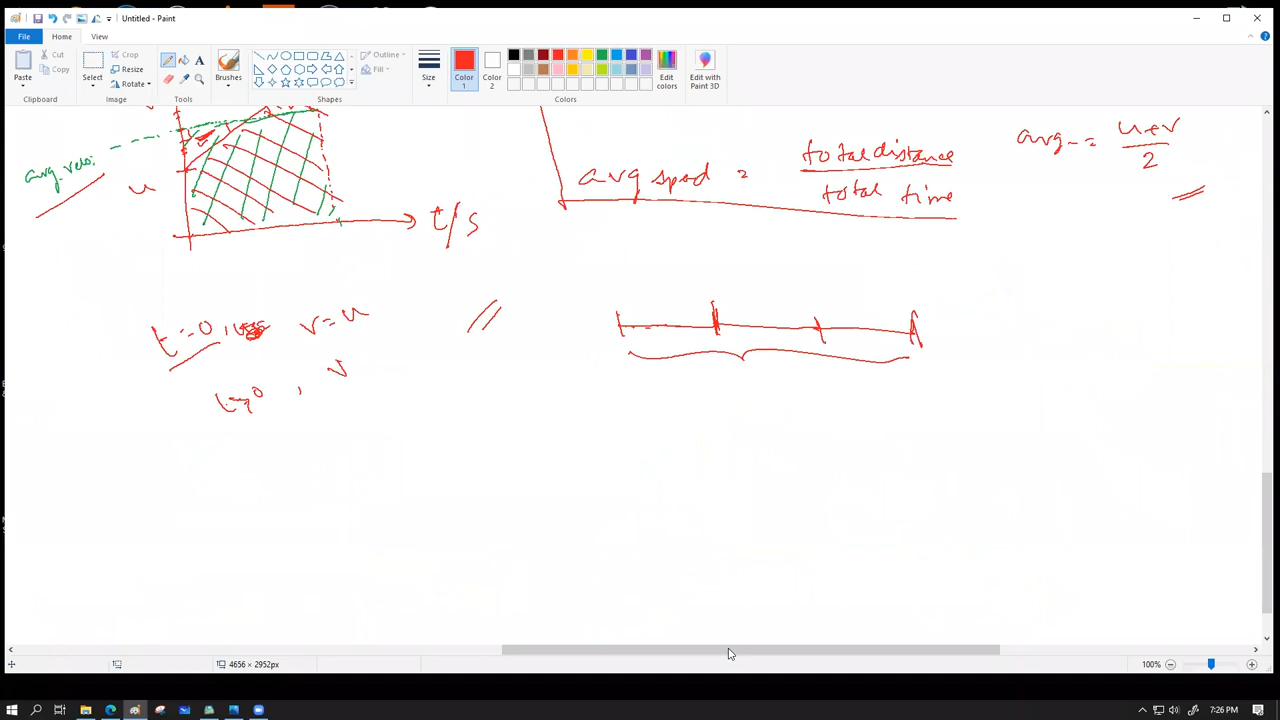 Untitled - Paint
File
Home
View
Paste
Cut
Copy
Clipboard
Select
Crop
Resize
Rotate
Image
A
Tools
Brushes
Shapes
Outline
Fill
Size
Color
1
Color
2
Edit
colors
Colors
Edit with
Paint 3D
avg. velo.
u
t/s
avg spod = total distance
total time
avg = u+v
2
t=0, v=u
v
100%
4656 × 2952px
7:26 PM